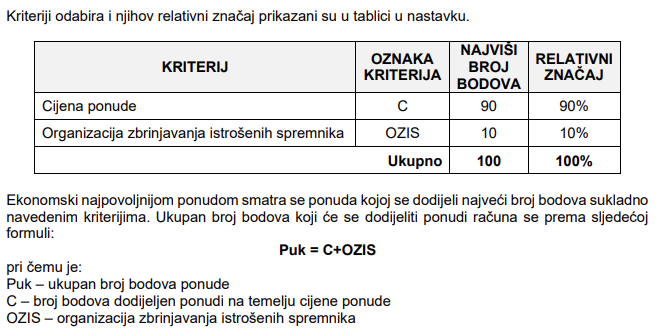 Kriteriji odabira i njihov relativni značaj prikazani su u tablici u nastavku.
KRITERIJ OZNAKA KRITERIJA NAJVIŠI BROJ BODOVA RELATIVNI ZNAČAJ
Cijena ponude C 90 90%
Organizacija zbrinjavanja istrošenih spremnika OZIS 10 10%
Ukupno 100 100%
Ekonomski najpovoljnijom ponudom smatra se ponuda kojoj se dodijeli najveći broj bodova sukladno
navedenim kriterijima. Ukupan broj bodova koji će se dodijeliti ponudi računa se prema sljedećoj
formuli:
Puk = C+OZIS
pri čemu je:
Puk – ukupan broj bodova ponude
C – broj bodova dodijeljen ponudi na temelju cijene ponude
OZIS – organizacija zbrinjavanja istrošenih spremnika